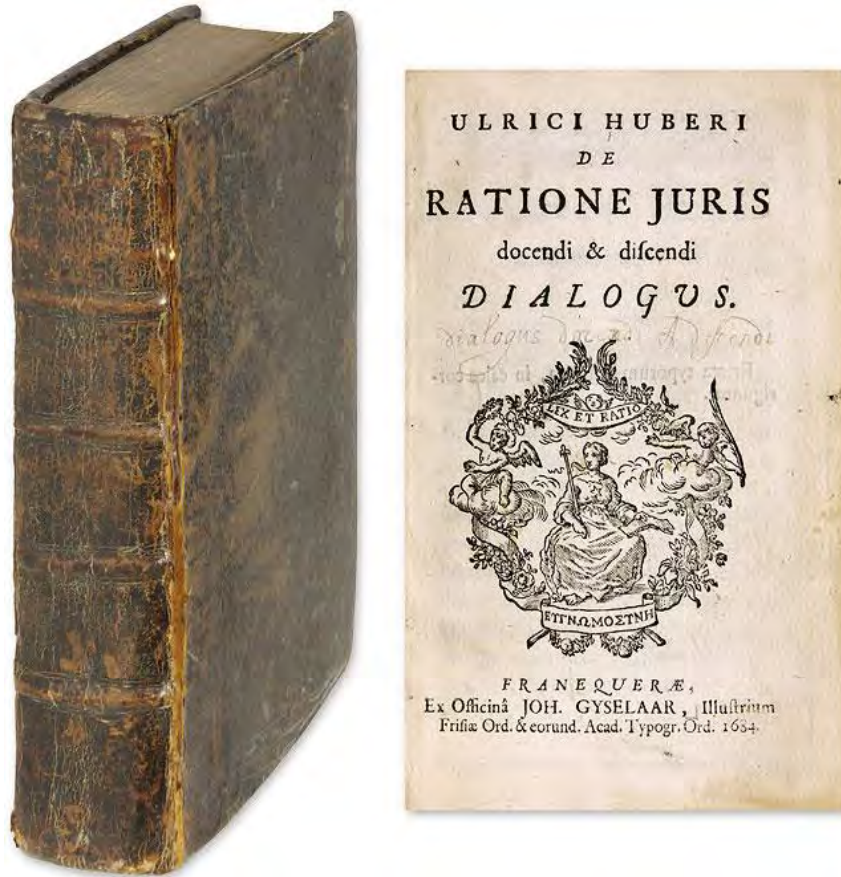 ULRICI HUBERI
DE
RATIONE JURIS
docendi & diſcendi
DIALOGVS.
dialogus
LEX ET RATIO
ΕΥΓΝΩΜΟΣΥΝΗ
FRANEQUERÆ,
Ex Officinâ JOH. GYSELAAR, Illuſtrium
Friſiæ Ord. & eorund. Acad. Typogr. Ord. 1684.